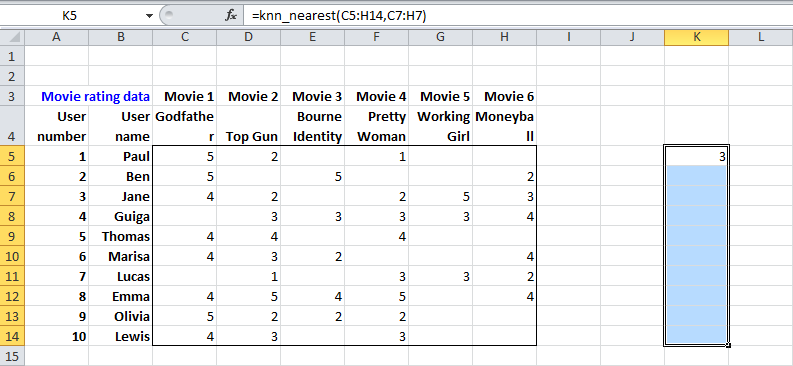 K5 fx =knn_nearest(C5:H14,C7:H7)
A B C D E F G H I J K L
1
2
3 Movie rating data Movie 1 Movie 2 Movie 3 Movie 4 Movie 5 Movie 6
User User Godfathe Bourne Pretty Working Moneyba
4 number name r Top Gun Identity Woman Girl ll
5 1 Paul 5 2 1 3
6 2 Ben 5 5 2
7 3 Jane 4 2 2 5 3
8 4 Guiga 3 3 3 3 4
9 5 Thomas 4 4 4
10 6 Marisa 4 3 2 4
11 7 Lucas 1 3 3 2
12 8 Emma 4 5 4 5 4
13 9 Olivia 5 2 2 2
14 10 Lewis 4 3 3
15